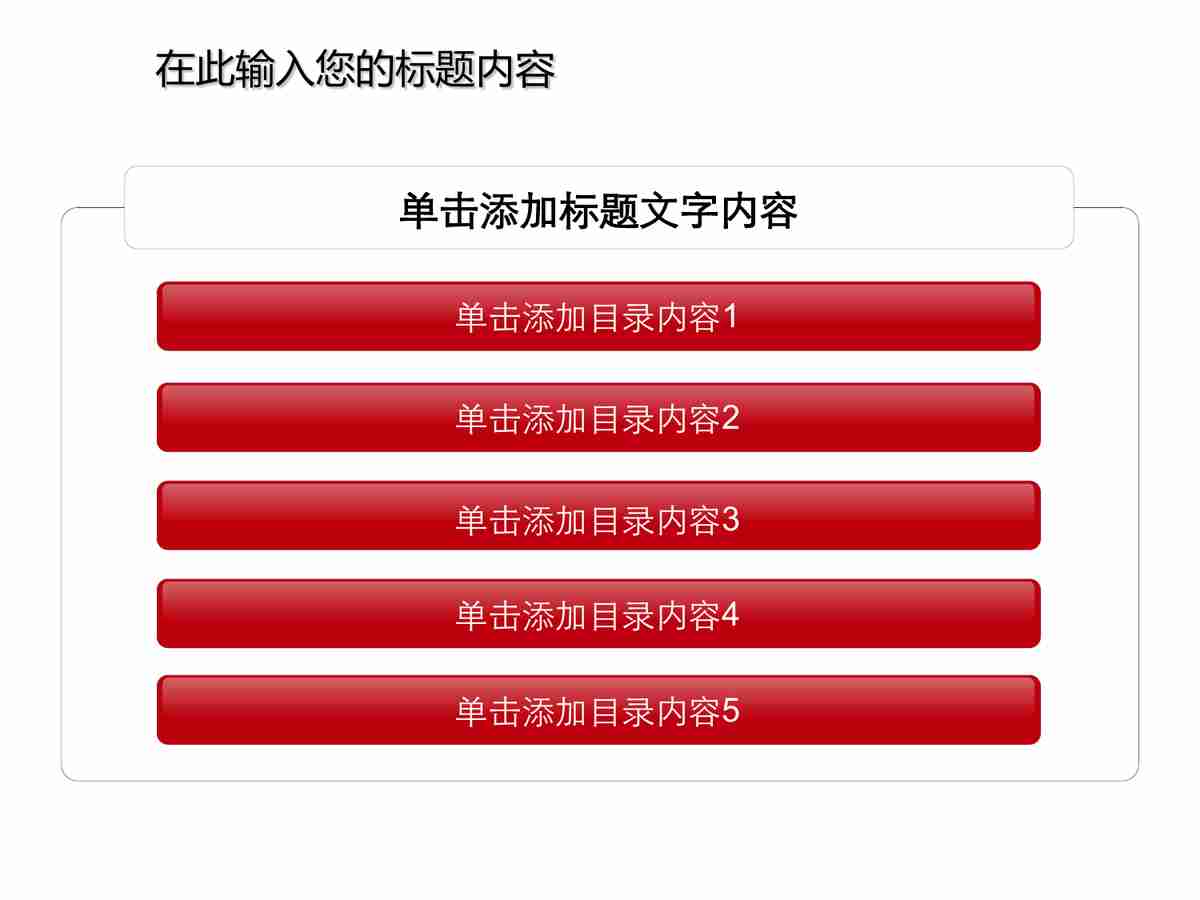 在此输入您的标题内容
单击添加标题文字内容
单击添加目录内容1
单击添加目录内容2
单击添加目录内容3
单击添加目录内容4
单击添加目录内容5